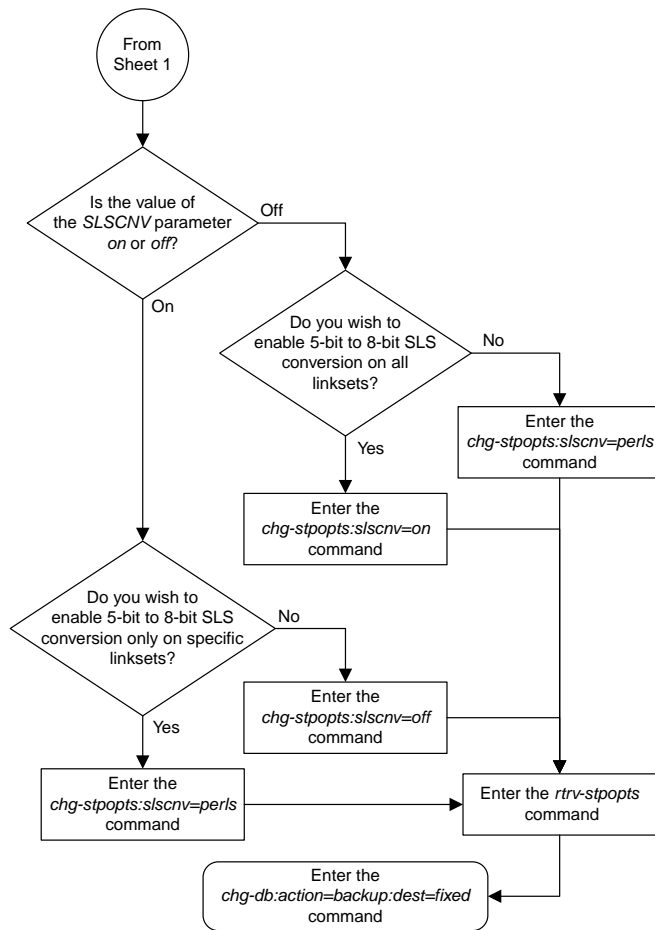 From
Sheet 1
Is the value of
the SLSCNV parameter
on or off?
Off
On
Do you wish to
enable 5-bit to 8-bit SLS
conversion on all
linksets?
No
Yes
Enter the
chg-stpopts:slscnv=perls
command
Enter the
chg-stpopts:slscnv=on
command
Do you wish to
enable 5-bit to 8-bit SLS
conversion only on specific
linksets?
No
Yes
Enter the
chg-stpopts:slscnv=off
command
Enter the
chg-stpopts:slscnv=perls
command
Enter the rtrv-stpopts
command
Enter the
chg-db:action=backup:dest=fixed
command